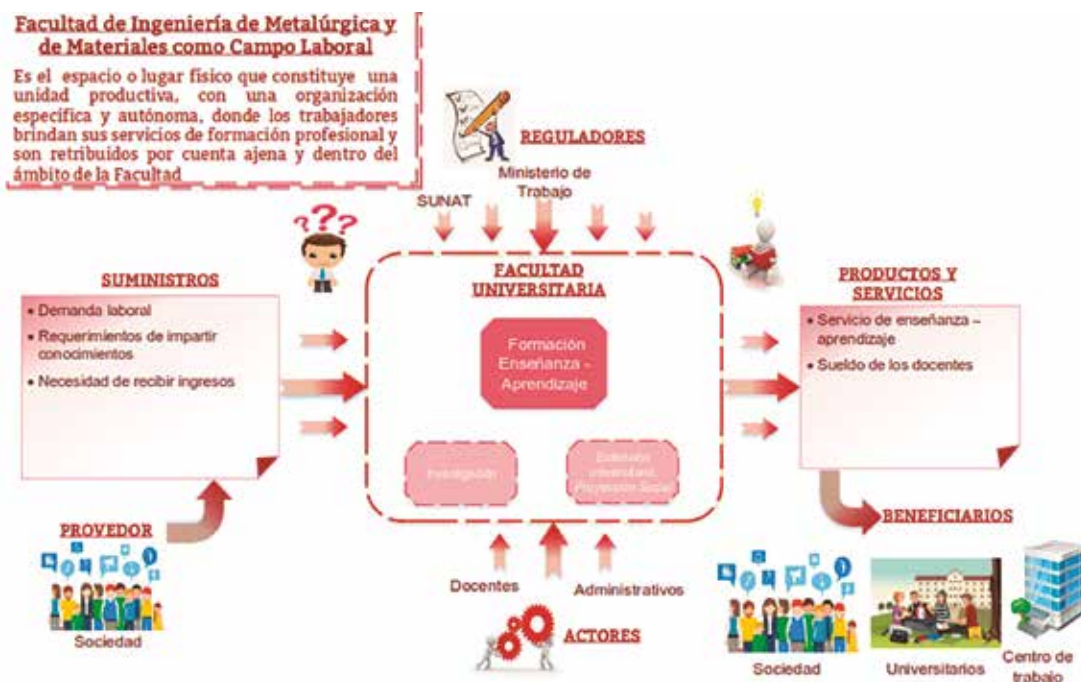 Facultad de Ingeniería de Metalúrgica y
de Materiales como Campo Laboral
Es el espacio o lugar físico que constituye una
unidad productiva, con una organización
especifica y autónoma, donde los trabajadores
brindan sus servicios de formación profesional y
son retribuidos por cuenta ajena y dentro del
ámbito de la Facultad
REGULADORES
Ministerio de
Trabajo
SUNAT
SUMINISTROS
• Demanda laboral
• Requerimientos de impartir
conocimientos
• Necesidad de recibir ingresos
FACULTAD
UNIVERSITARIA
Formación
Enseñanza –
Aprendizaje
Investigación
Extensión
universitaria,
Proyección Social
PRODUCTOS Y
SERVICIOS
• Servicio de enseñanza –
aprendizaje
• Sueldo de los docentes
PROVEDOR
Sociedad
Docentes
Administrativos
ACTORES
BENEFICIARIOS
Sociedad
Universitarios
Centro de
trabajo